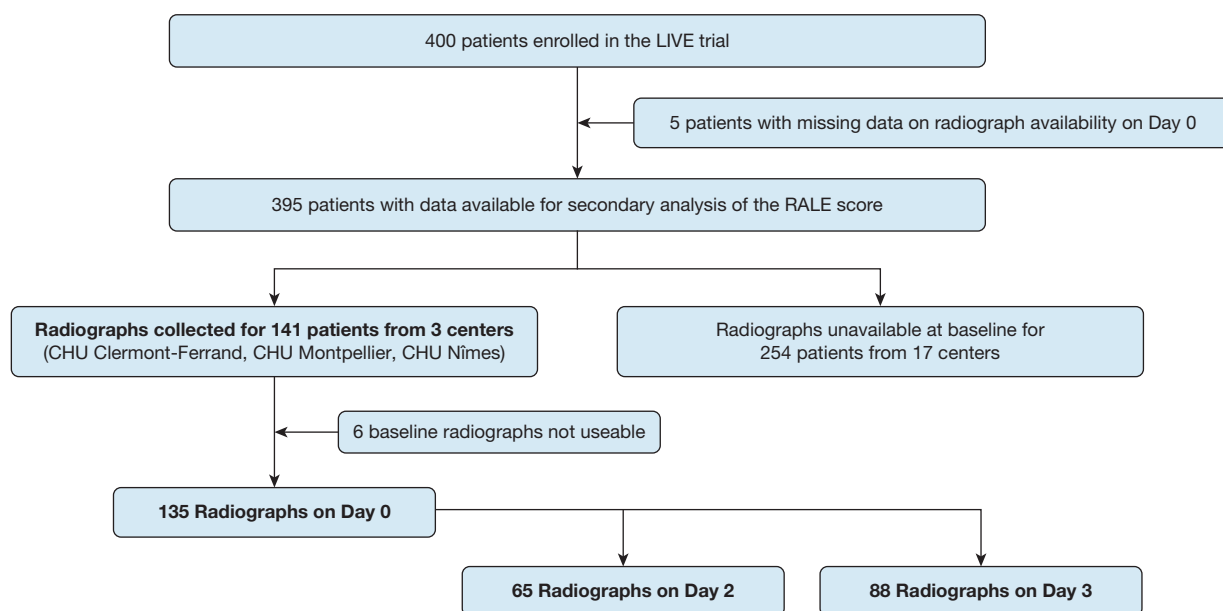 400 patients enrolled in the LIVE trial
5 patients with missing data on radiograph availability on Day 0
395 patients with data available for secondary analysis of the RALE score
Radiographs collected for 141 patients from 3 centers
(CHU Clermont-Ferrand, CHU Montpellier, CHU Nîmes)
Radiographs unavailable at baseline for
254 patients from 17 centers
6 baseline radiographs not useable
135 Radiographs on Day 0
65 Radiographs on Day 2
88 Radiographs on Day 3